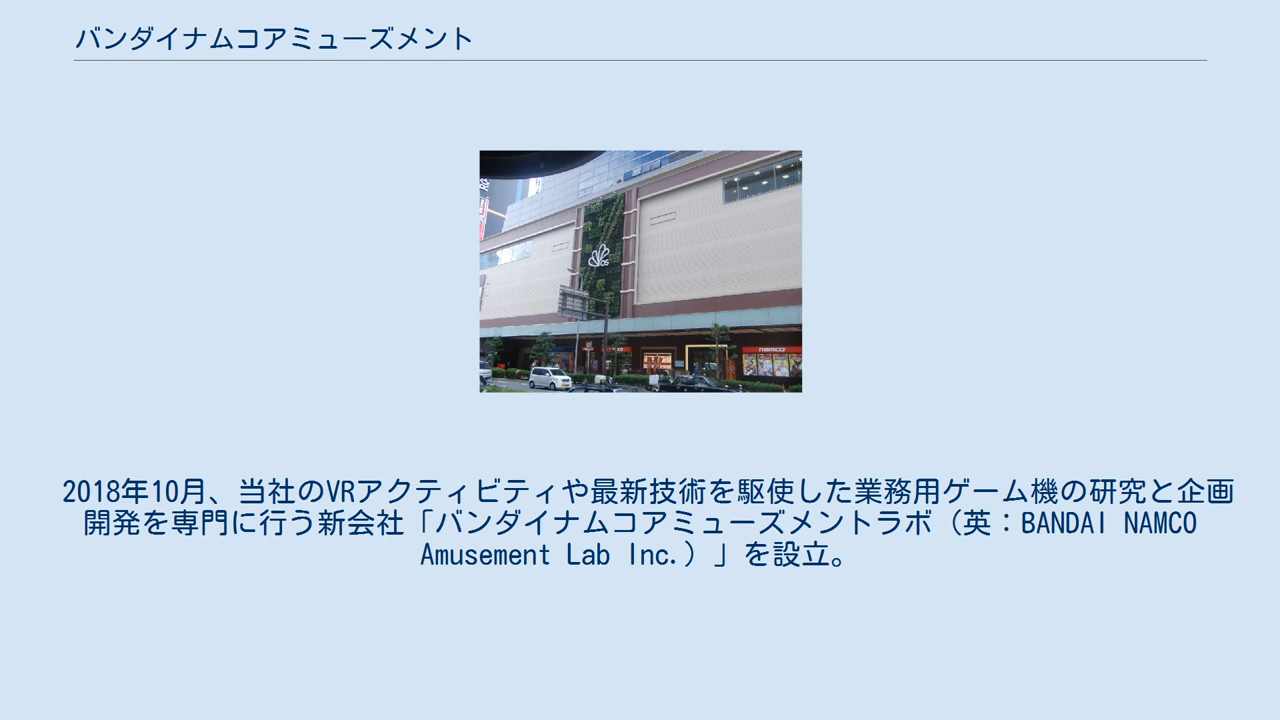 バンダイナムコアミューズメント
namco
2018年10月、当社のVRアクティビティや最新技術を駆使した業務用ゲーム機の研究と企画
開発を専門に行う新会社「バンダイナムコアミューズメントラボ（英：BANDAI NAMCO
Amusement Lab Inc.）」を設立。